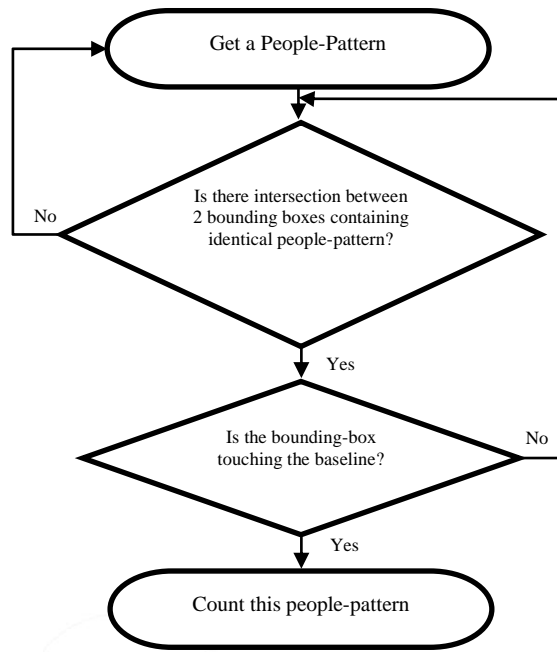 Get a People-Pattern
Is there intersection between
2 bounding boxes containing
identical people-pattern?
No
Yes
Is the bounding-box
touching the baseline?
No
Yes
Count this people-pattern